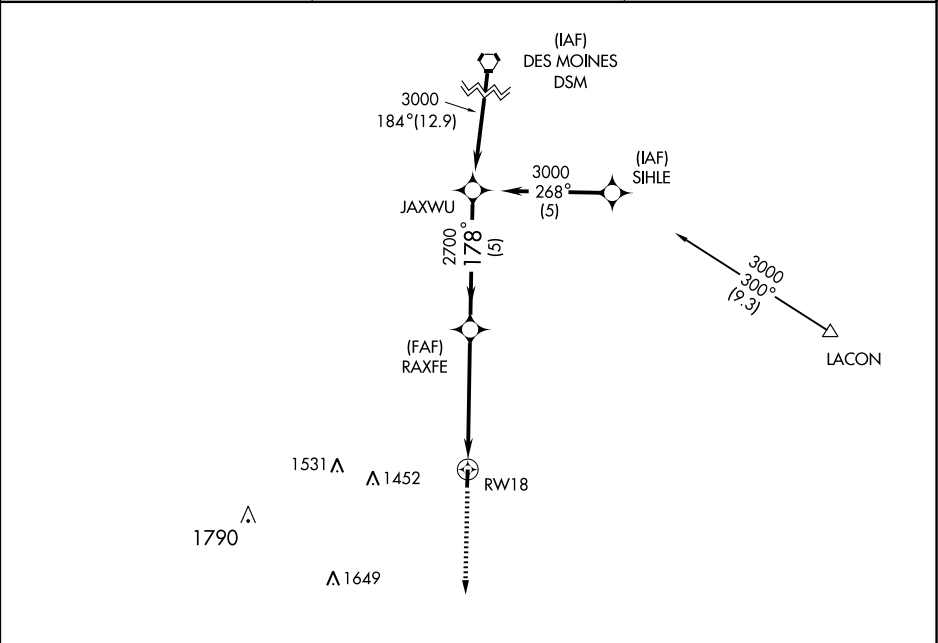 (IAF)
DES MOINES
DSM
3000
184°(12.9)
(IAF)
SIHLE
3000
268°
(5)
JAXWU
2700
178°
(5)
3000
300°
(9.3)
LACON
(FAF)
RAXFE
1531
1452
RW18
1790
1649